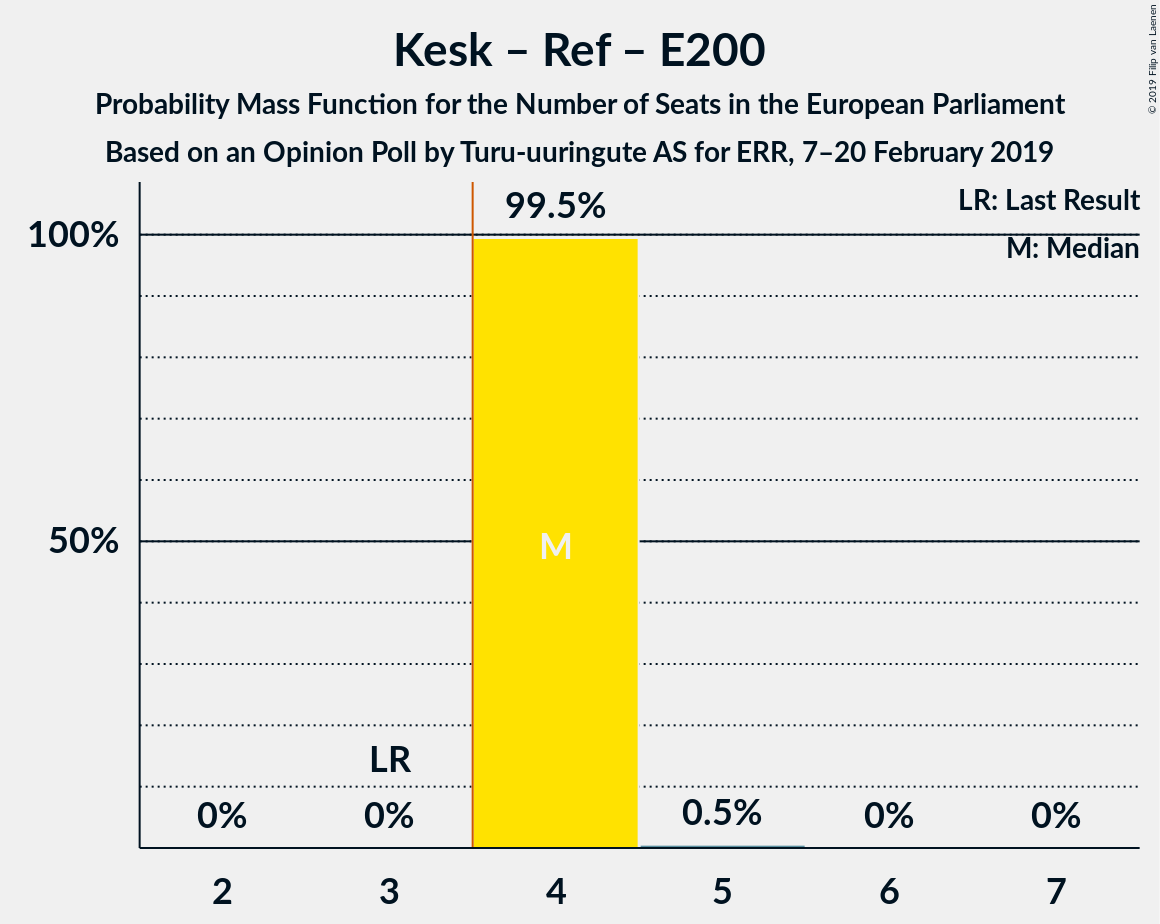 Kesk – Ref – E200
Probability Mass Function for the Number of Seats in the European Parliament
Based on an Opinion Poll by Turu-uuringute AS for ERR, 7–20 February 2019
© 2019 Filip van Laenen
LR: Last Result
M: Median
99.5%
100%
50%
M
LR
0%
0%
0.5%
0%
0%
2
3
4
5
6
7